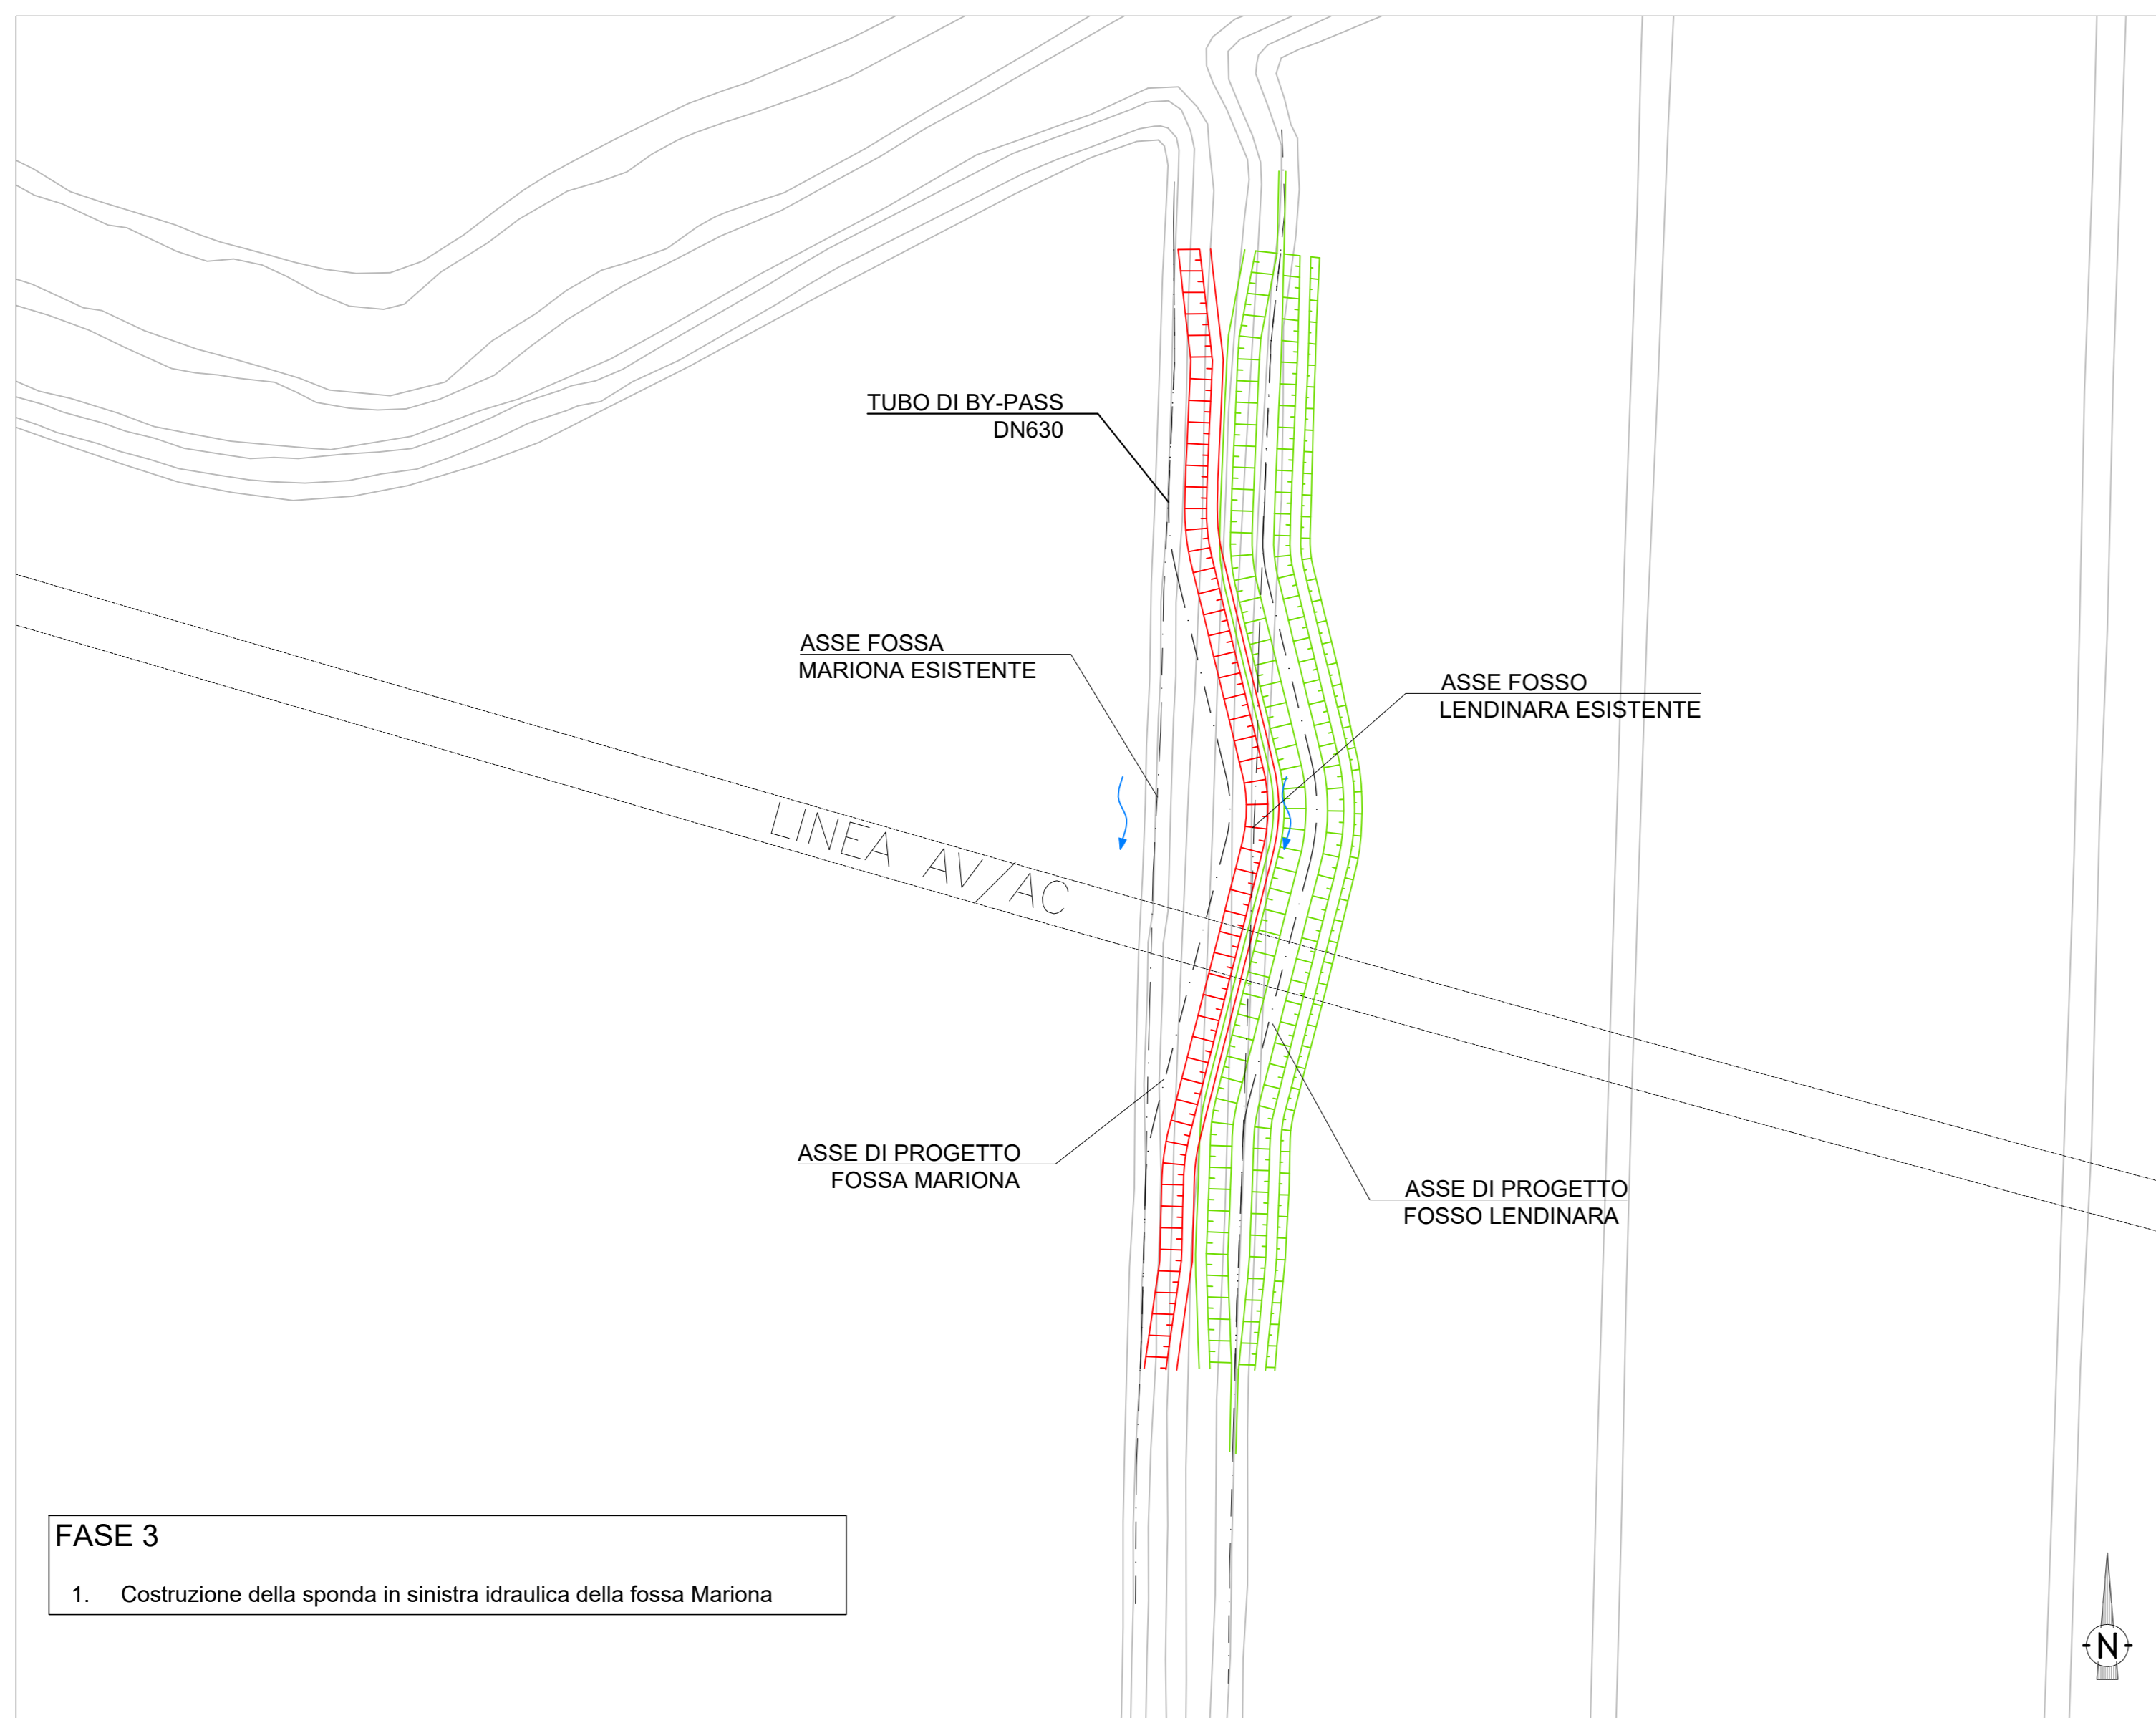 TUBO DI BY-PASS
DN630
ASSE FOSSA
MARIONA ESISTENTE
ASSE FOSSO
LENDINARA ESISTENTE
LINEA AV/AC
ASSE DI PROGETTO
FOSSA MARIONA
ASSE DI PROGETTO
FOSSO LENDINARA
FASE 3
1. Costruzione della sponda in sinistra idraulica della fossa Mariona
N